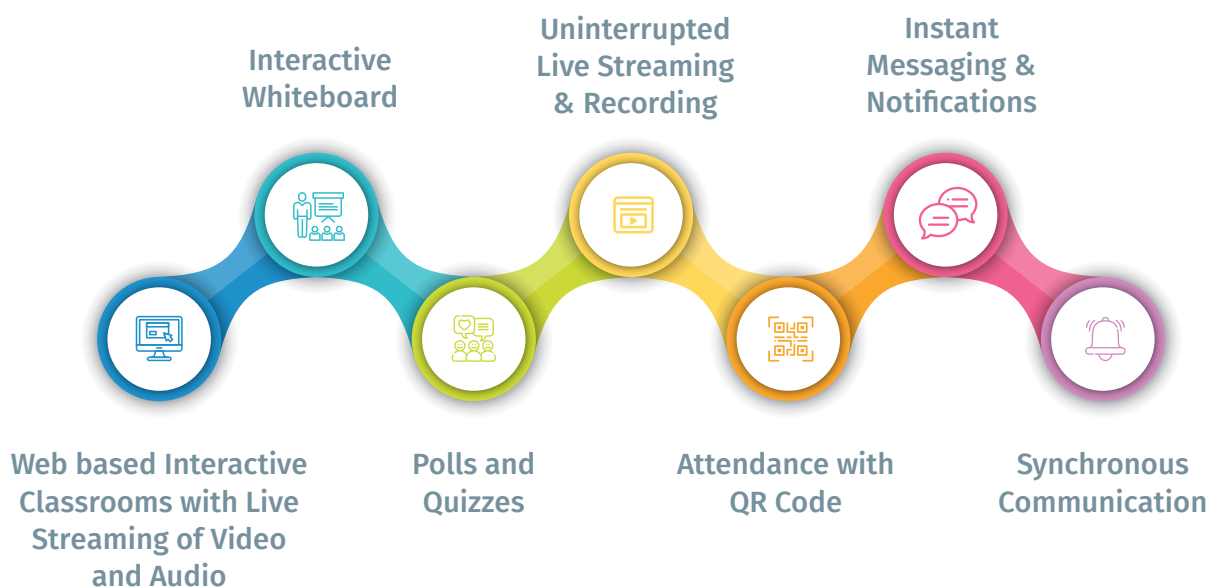 Interactive
Whiteboard
Uninterrupted
Live Streaming
& Recording
Instant
Messaging &
Notifications
Web based Interactive
Classrooms with Live
Streaming of Video
and Audio
Polls and
Quizzes
Attendance with
QR Code
Synchronous
Communication